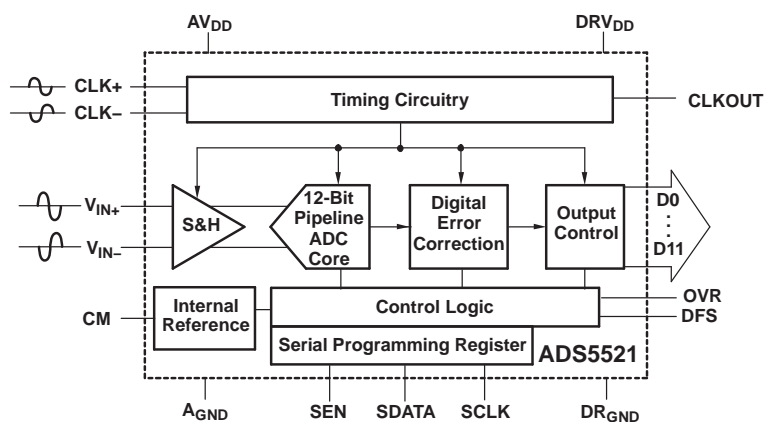 AVDD
DRVDD
CLK+
Timing Circuitry
CLKOUT
CLK–
VIN+
S&H
12-Bit
Pipeline
ADC
Core
Digital
Error
Correction
Output
Control
D0
.
.
.
D11
VIN–
CM
Internal
Reference
Control Logic
OVR
DFS
Serial Programming Register
ADS5521
AGND
SEN
SDATA
SCLK
DRGND